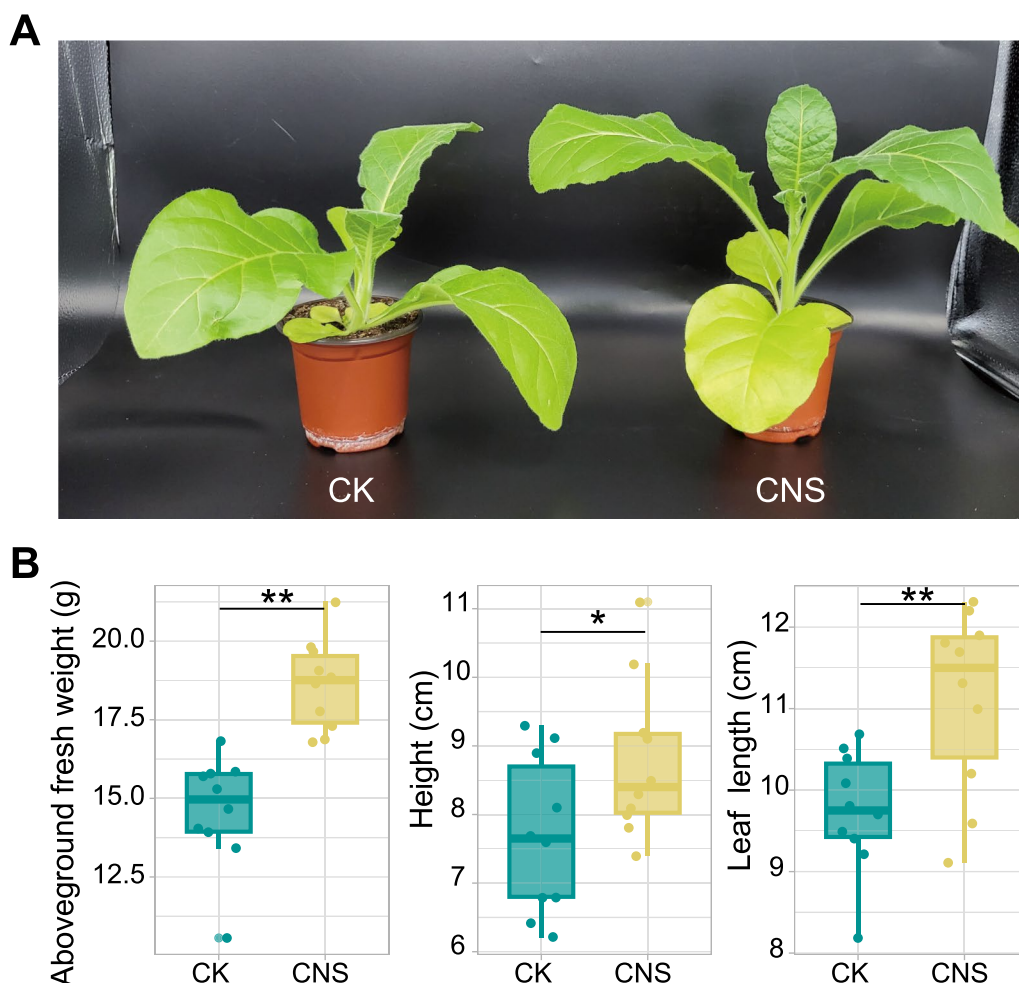 A
CK
CNS
B
Aboveground fresh weight (g)
20.0
17.5
15.0
12.5
**
CK
CNS
Height (cm)
11
10
9
8
7
6
*
CK
CNS
Leaf length (cm)
12
11
10
9
8
**
CK
CNS